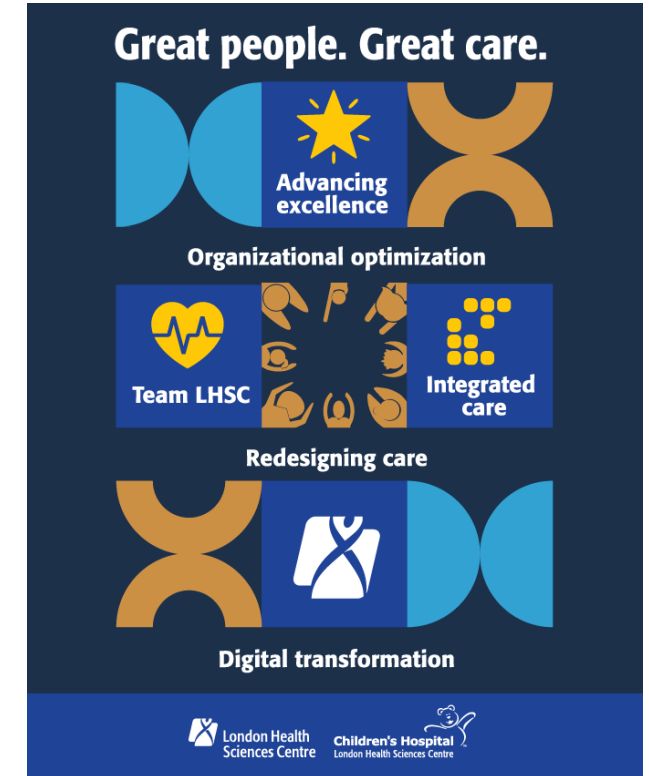 Great people. Great care.
Advancing
excellence
Organizational optimization
Team LHSC
Integrated
care
Redesigning care
Digital transformation
London Health
Sciences Centre
Children's Hospital
London Health Sciences Centre